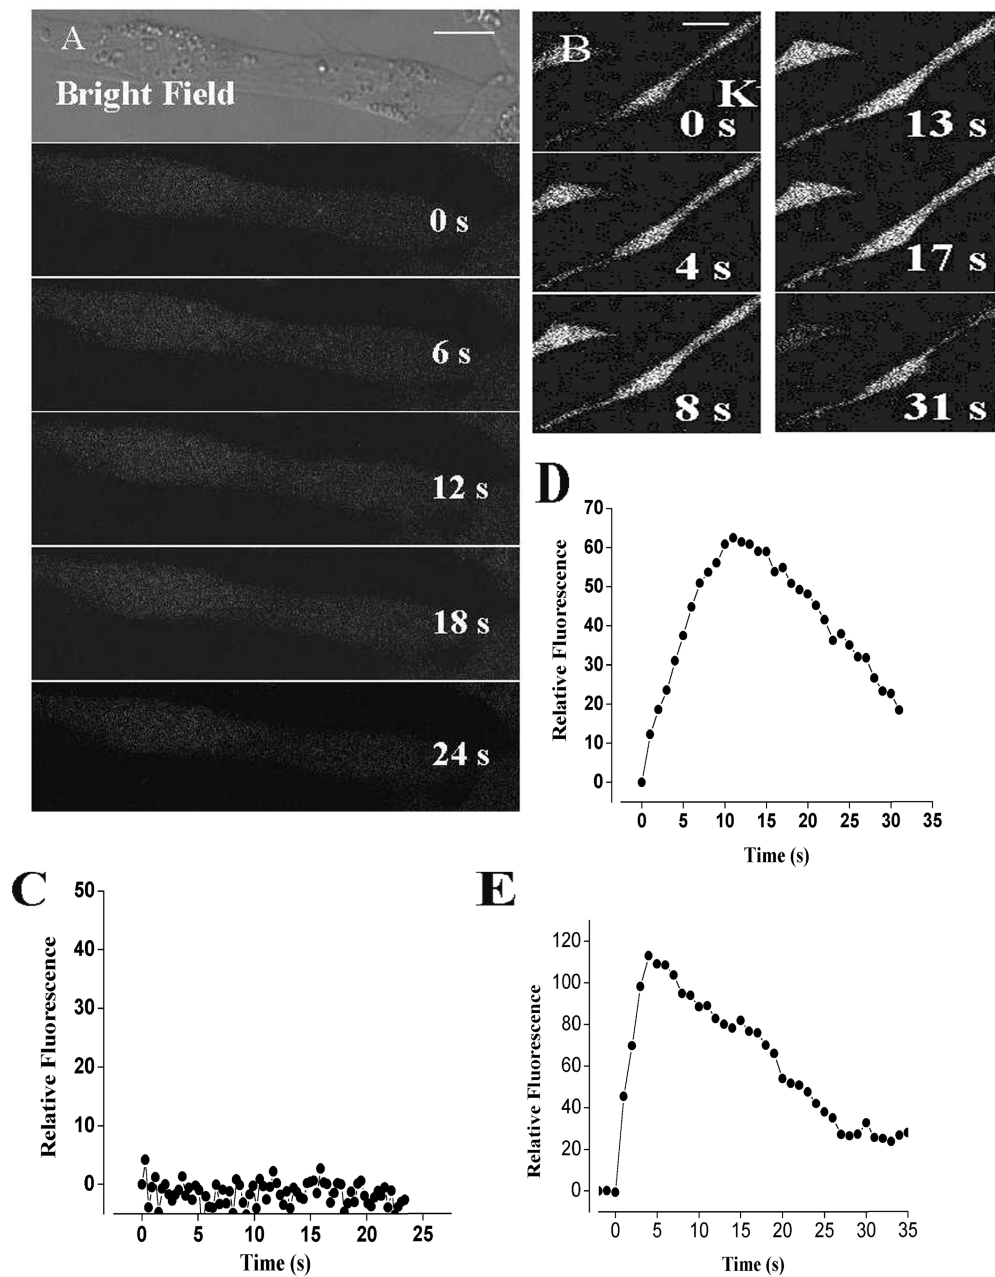 A
Bright Field
0 s
6 s
12 s
18 s
24 s
B
K
0 s
4 s
8 s
13 s
17 s
31 s
D
Relative Fluorescence
70
60
50
40
30
20
10
0
0 5 10 15 20 25 30 35
Time (s)
C
Relative Fluorescence
50
40
30
20
10
0
0 5 10 15 20 25
Time (s)
E
Relative Fluorescence
120
100
80
60
40
20
0
0 5 10 15 20 25 30 35
Time (s)